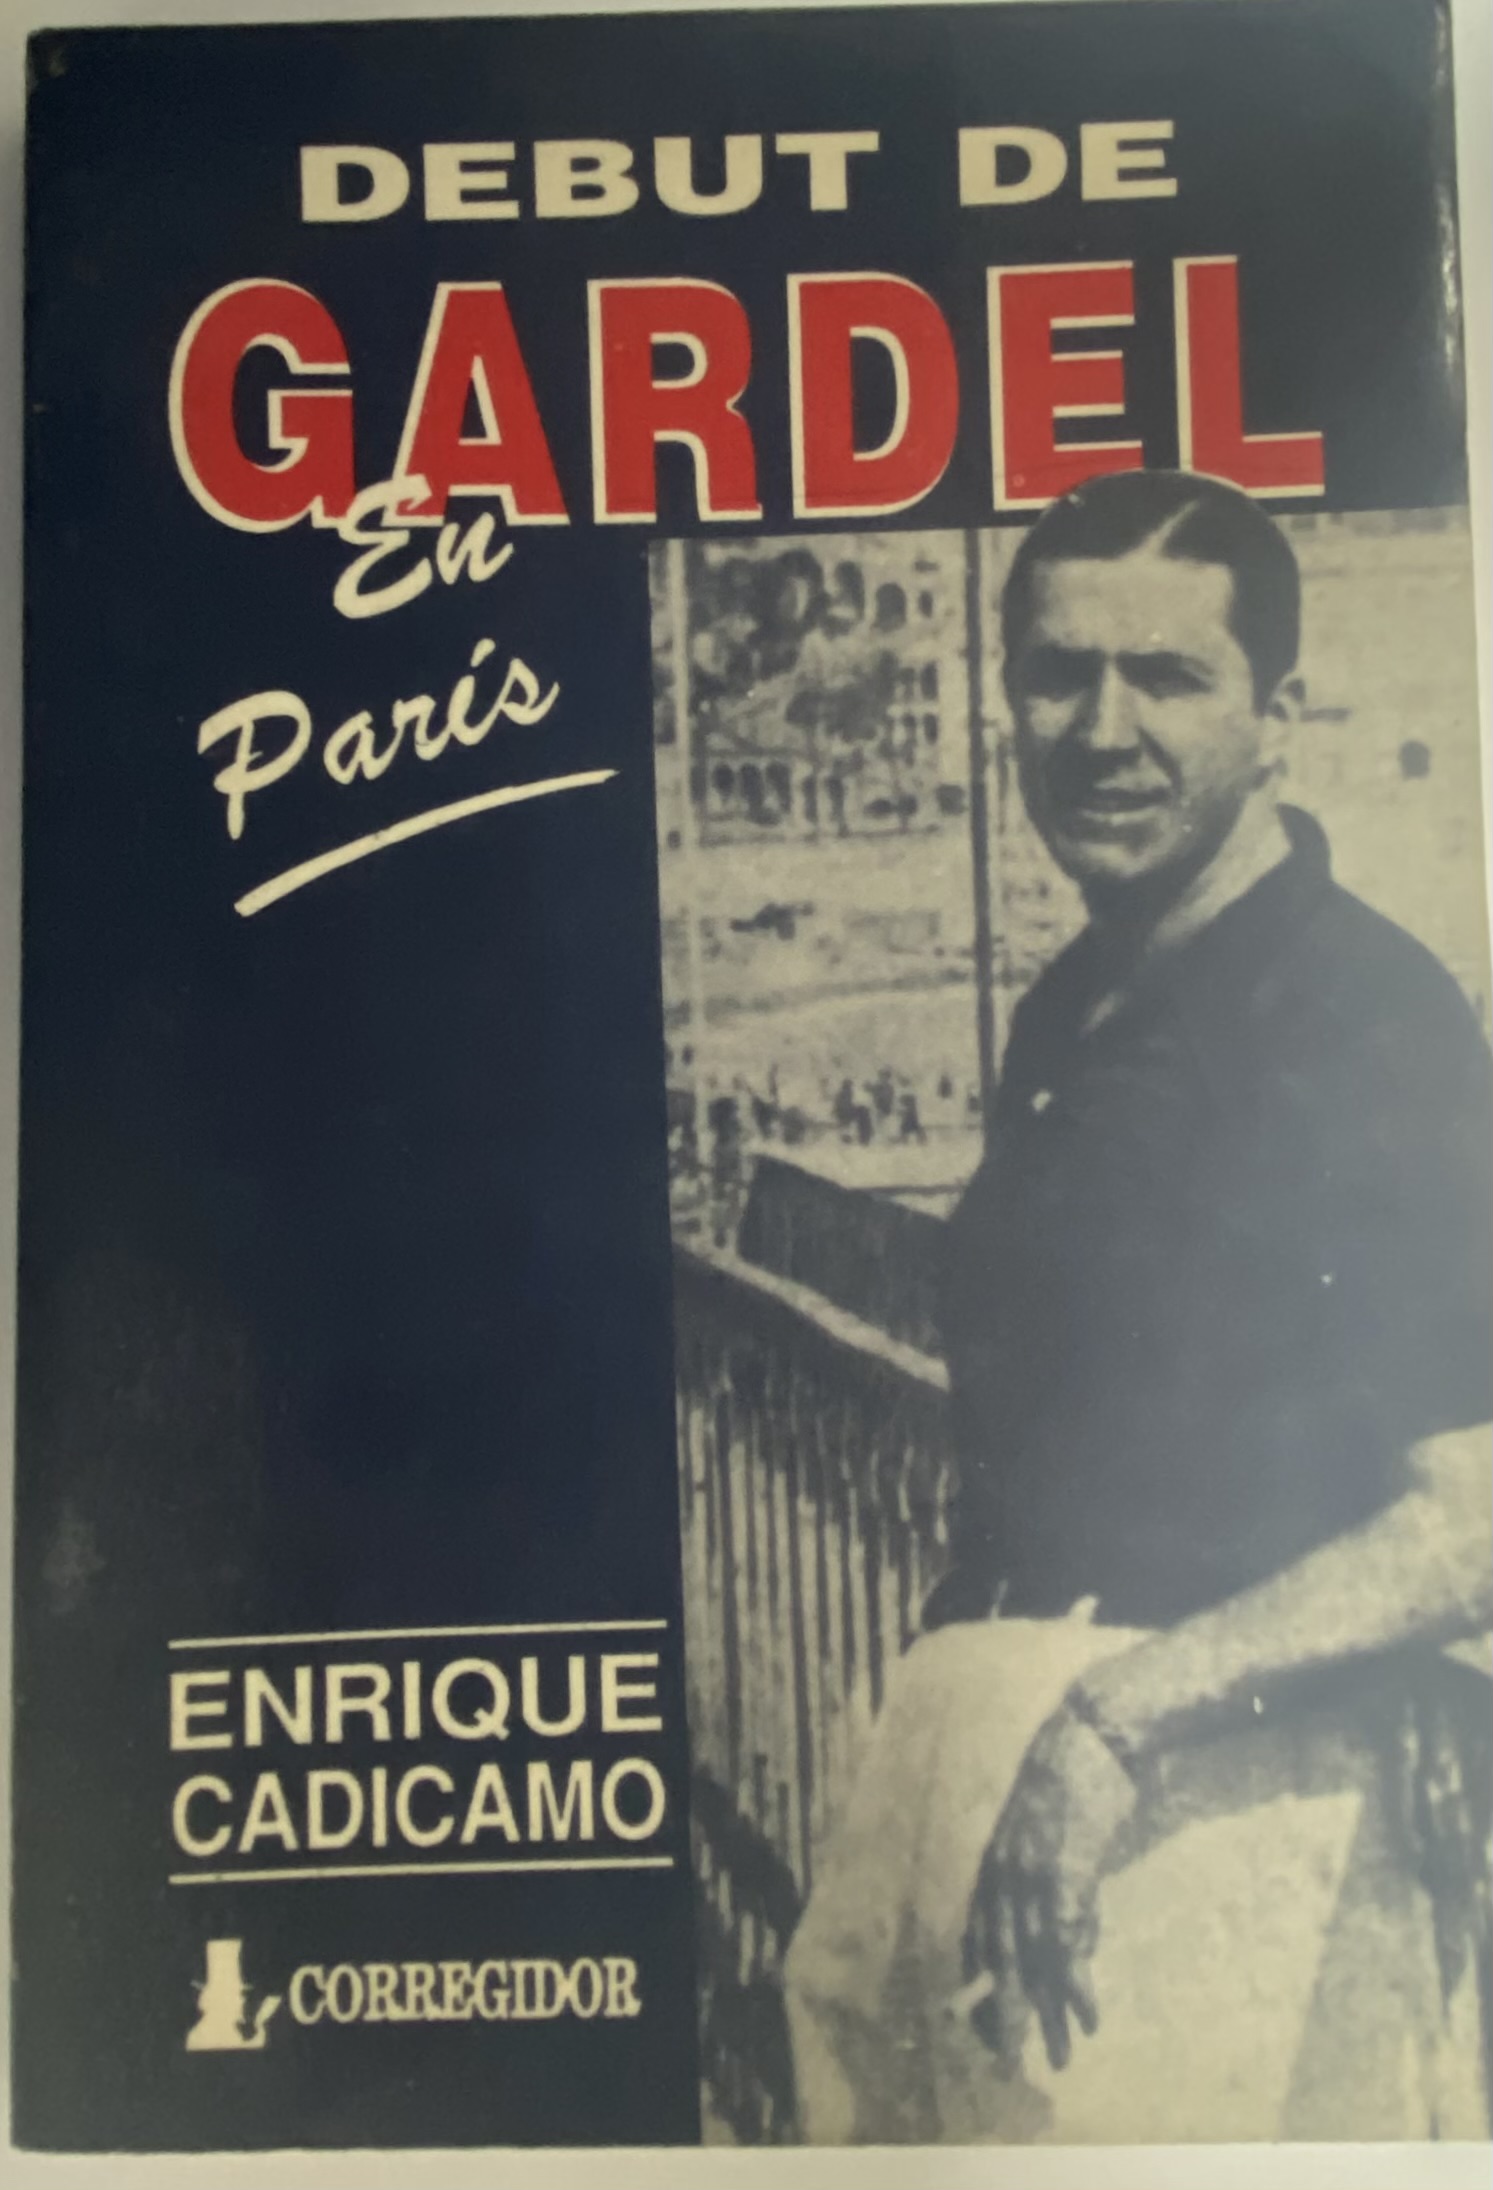 DEBUT DE
GARDEL
En
París
ENRIQUE
CADICAMO
CORREGIDOR